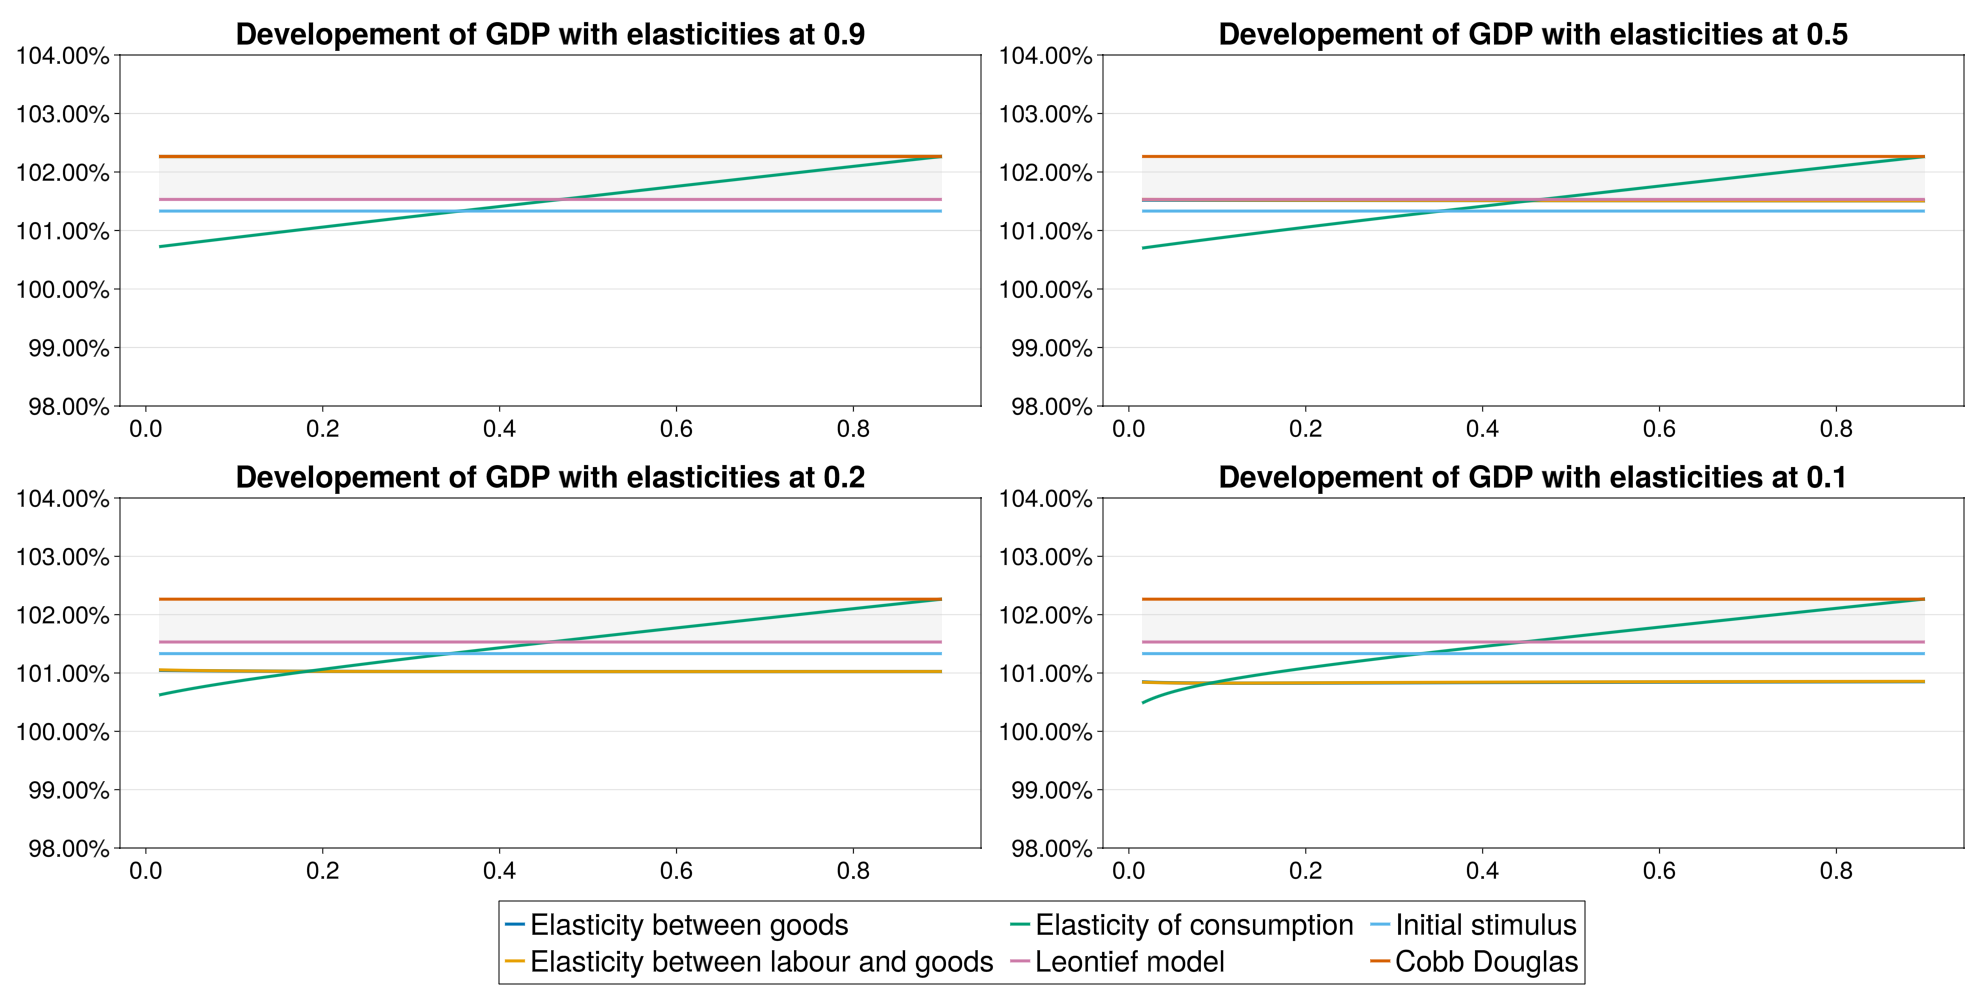 Developement of GDP with elasticities at 0.9
104.00%
103.00%
102.00%
101.00%
100.00%
99.00%
98.00%
0.0 0.2 0.4 0.6 0.8
Developement of GDP with elasticities at 0.5
104.00%
103.00%
102.00%
101.00%
100.00%
99.00%
98.00%
0.0 0.2 0.4 0.6 0.8
Developement of GDP with elasticities at 0.2
104.00%
103.00%
102.00%
101.00%
100.00%
99.00%
98.00%
0.0 0.2 0.4 0.6 0.8
Developement of GDP with elasticities at 0.1
104.00%
103.00%
102.00%
101.00%
100.00%
99.00%
98.00%
0.0 0.2 0.4 0.6 0.8
Elasticity between goods Elasticity of consumption Initial stimulus
Elasticity between labour and goods Leontief model Cobb Douglas